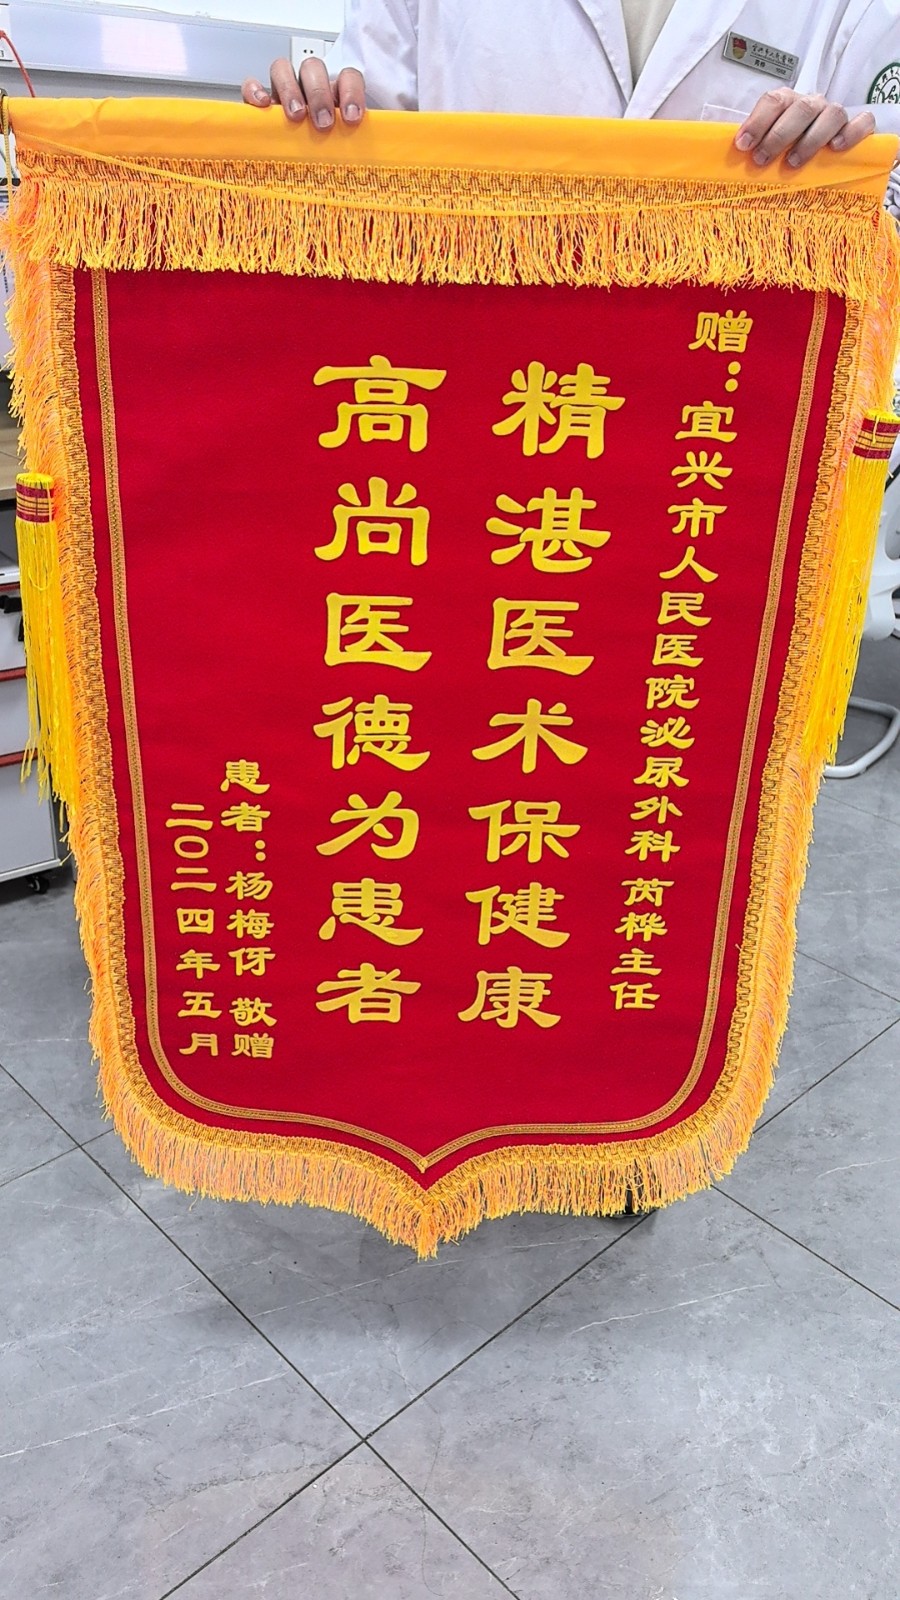 赠：宜兴市人民医院泌尿外科 芮桦主任
精湛医术保健康
高尚医德为患者
患者：杨梅伢 敬赠
二〇二四年五月